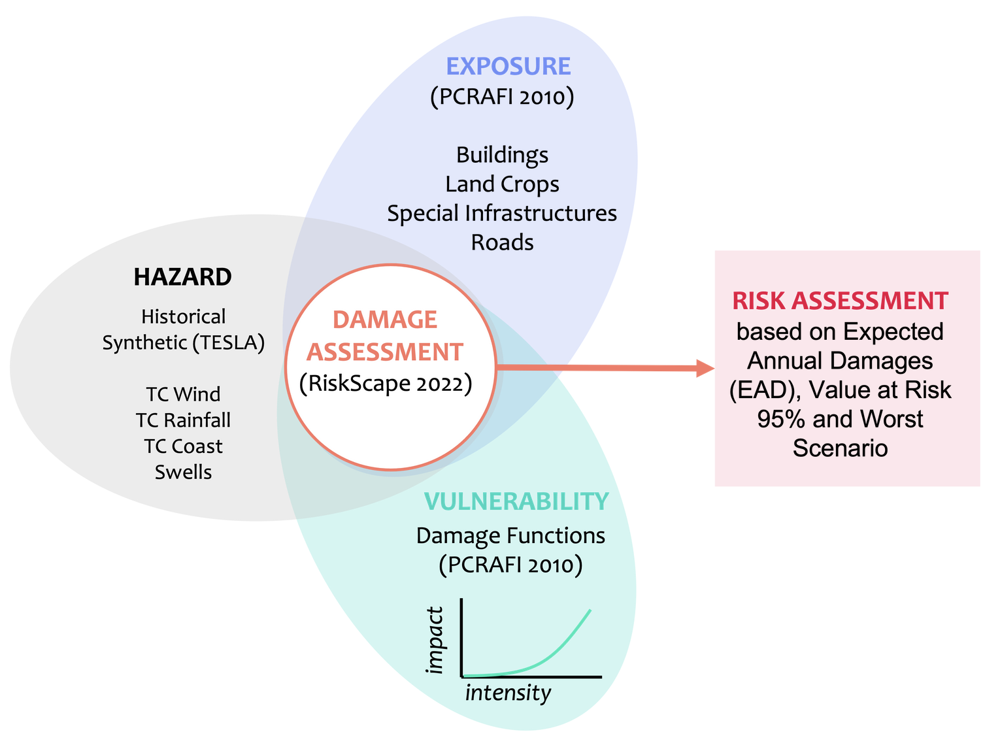 EXPOSURE
(PCRAFI 2010)
Buildings
Land Crops
Special Infrastructures
Roads
HAZARD
Historical
Synthetic (TESLA)
TC Wind
TC Rainfall
TC Coast
Swells
DAMAGE
ASSESSMENT
(RiskScape 2022)
RISK ASSESSMENT
based on Expected
Annual Damages
(EAD), Value at Risk
95% and Worst
Scenario
VULNERABILITY
Damage Functions
(PCRAFI 2010)
impact
intensity